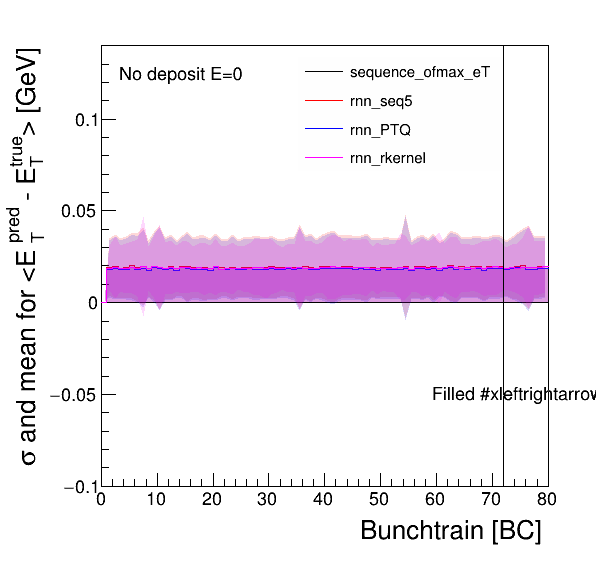 No deposit E=0
sequence_ofmax_eT
rnn_seq5
rnn_PTQ
rnn_rkernel
σ and mean for <E_T^pred - E_T^true> [GeV]
0.1
0.05
0
−0.05
−0.1
Filled #xleftrightarrow
0 10 20 30 40 50 60 70 80
Bunchtrain [BC]